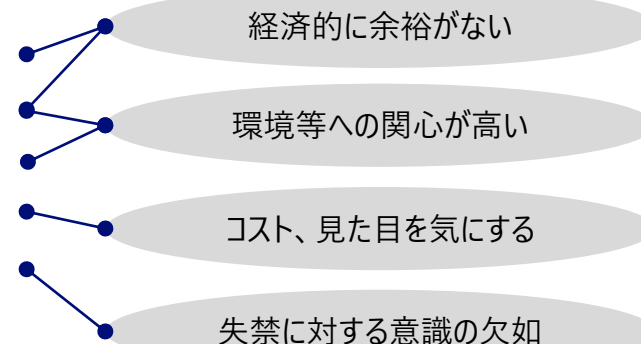 経済的に余裕がない
環境等への関心が高い
コスト、見た目を気にする
失禁に対する意識の欠如